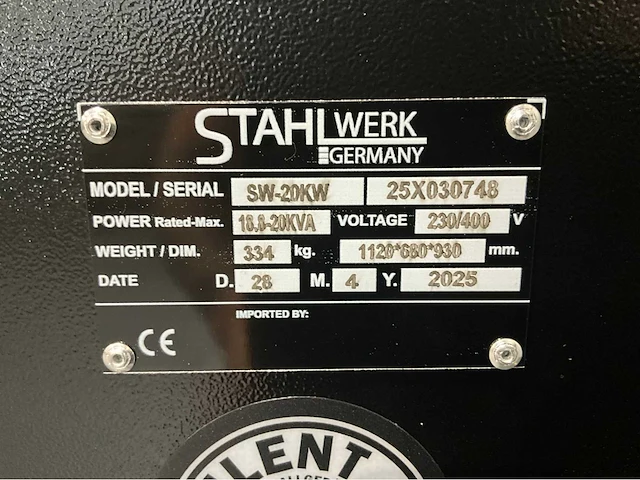 STAHLWERK
GERMANY
MODEL / SERIAL SW-20KW 25X030748
POWER Rated-Max. 18.8-20KVA VOLTAGE 230/400 V
WEIGHT / DIM. 334 kg. 1120*680*930 mm.
DATE D. 28 M. 4 Y. 2025
IMPORTED BY:
CE
ILENT